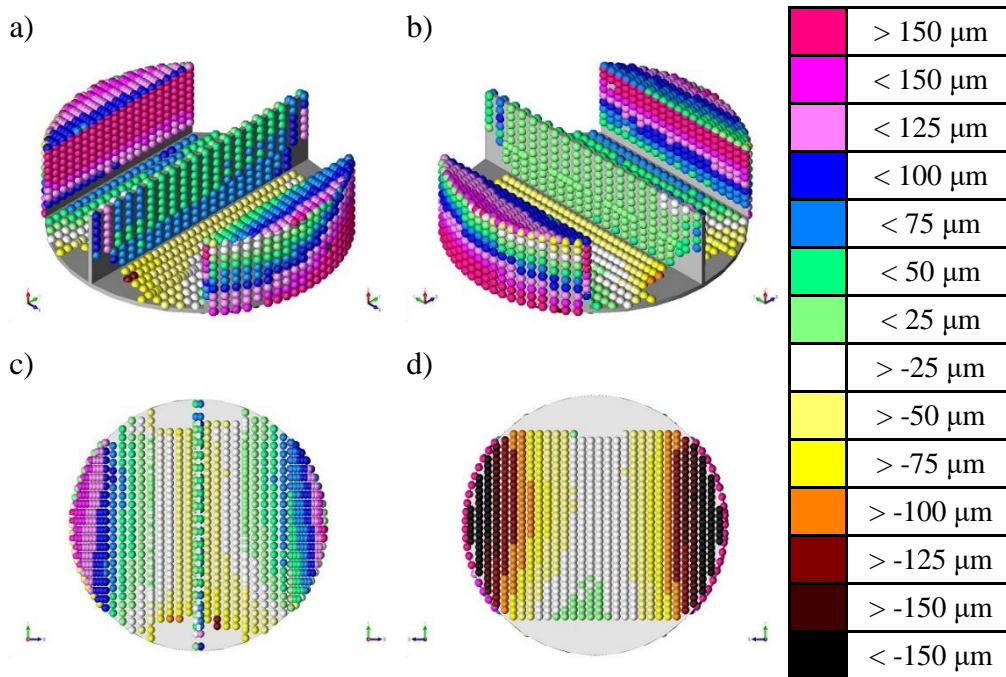 a)
b)
c)
d)
> 150 μm
< 150 μm
< 125 μm
< 100 μm
< 75 μm
< 50 μm
< 25 μm
> -25 μm
> -50 μm
> -75 μm
> -100 μm
> -125 μm
> -150 μm
< -150 μm